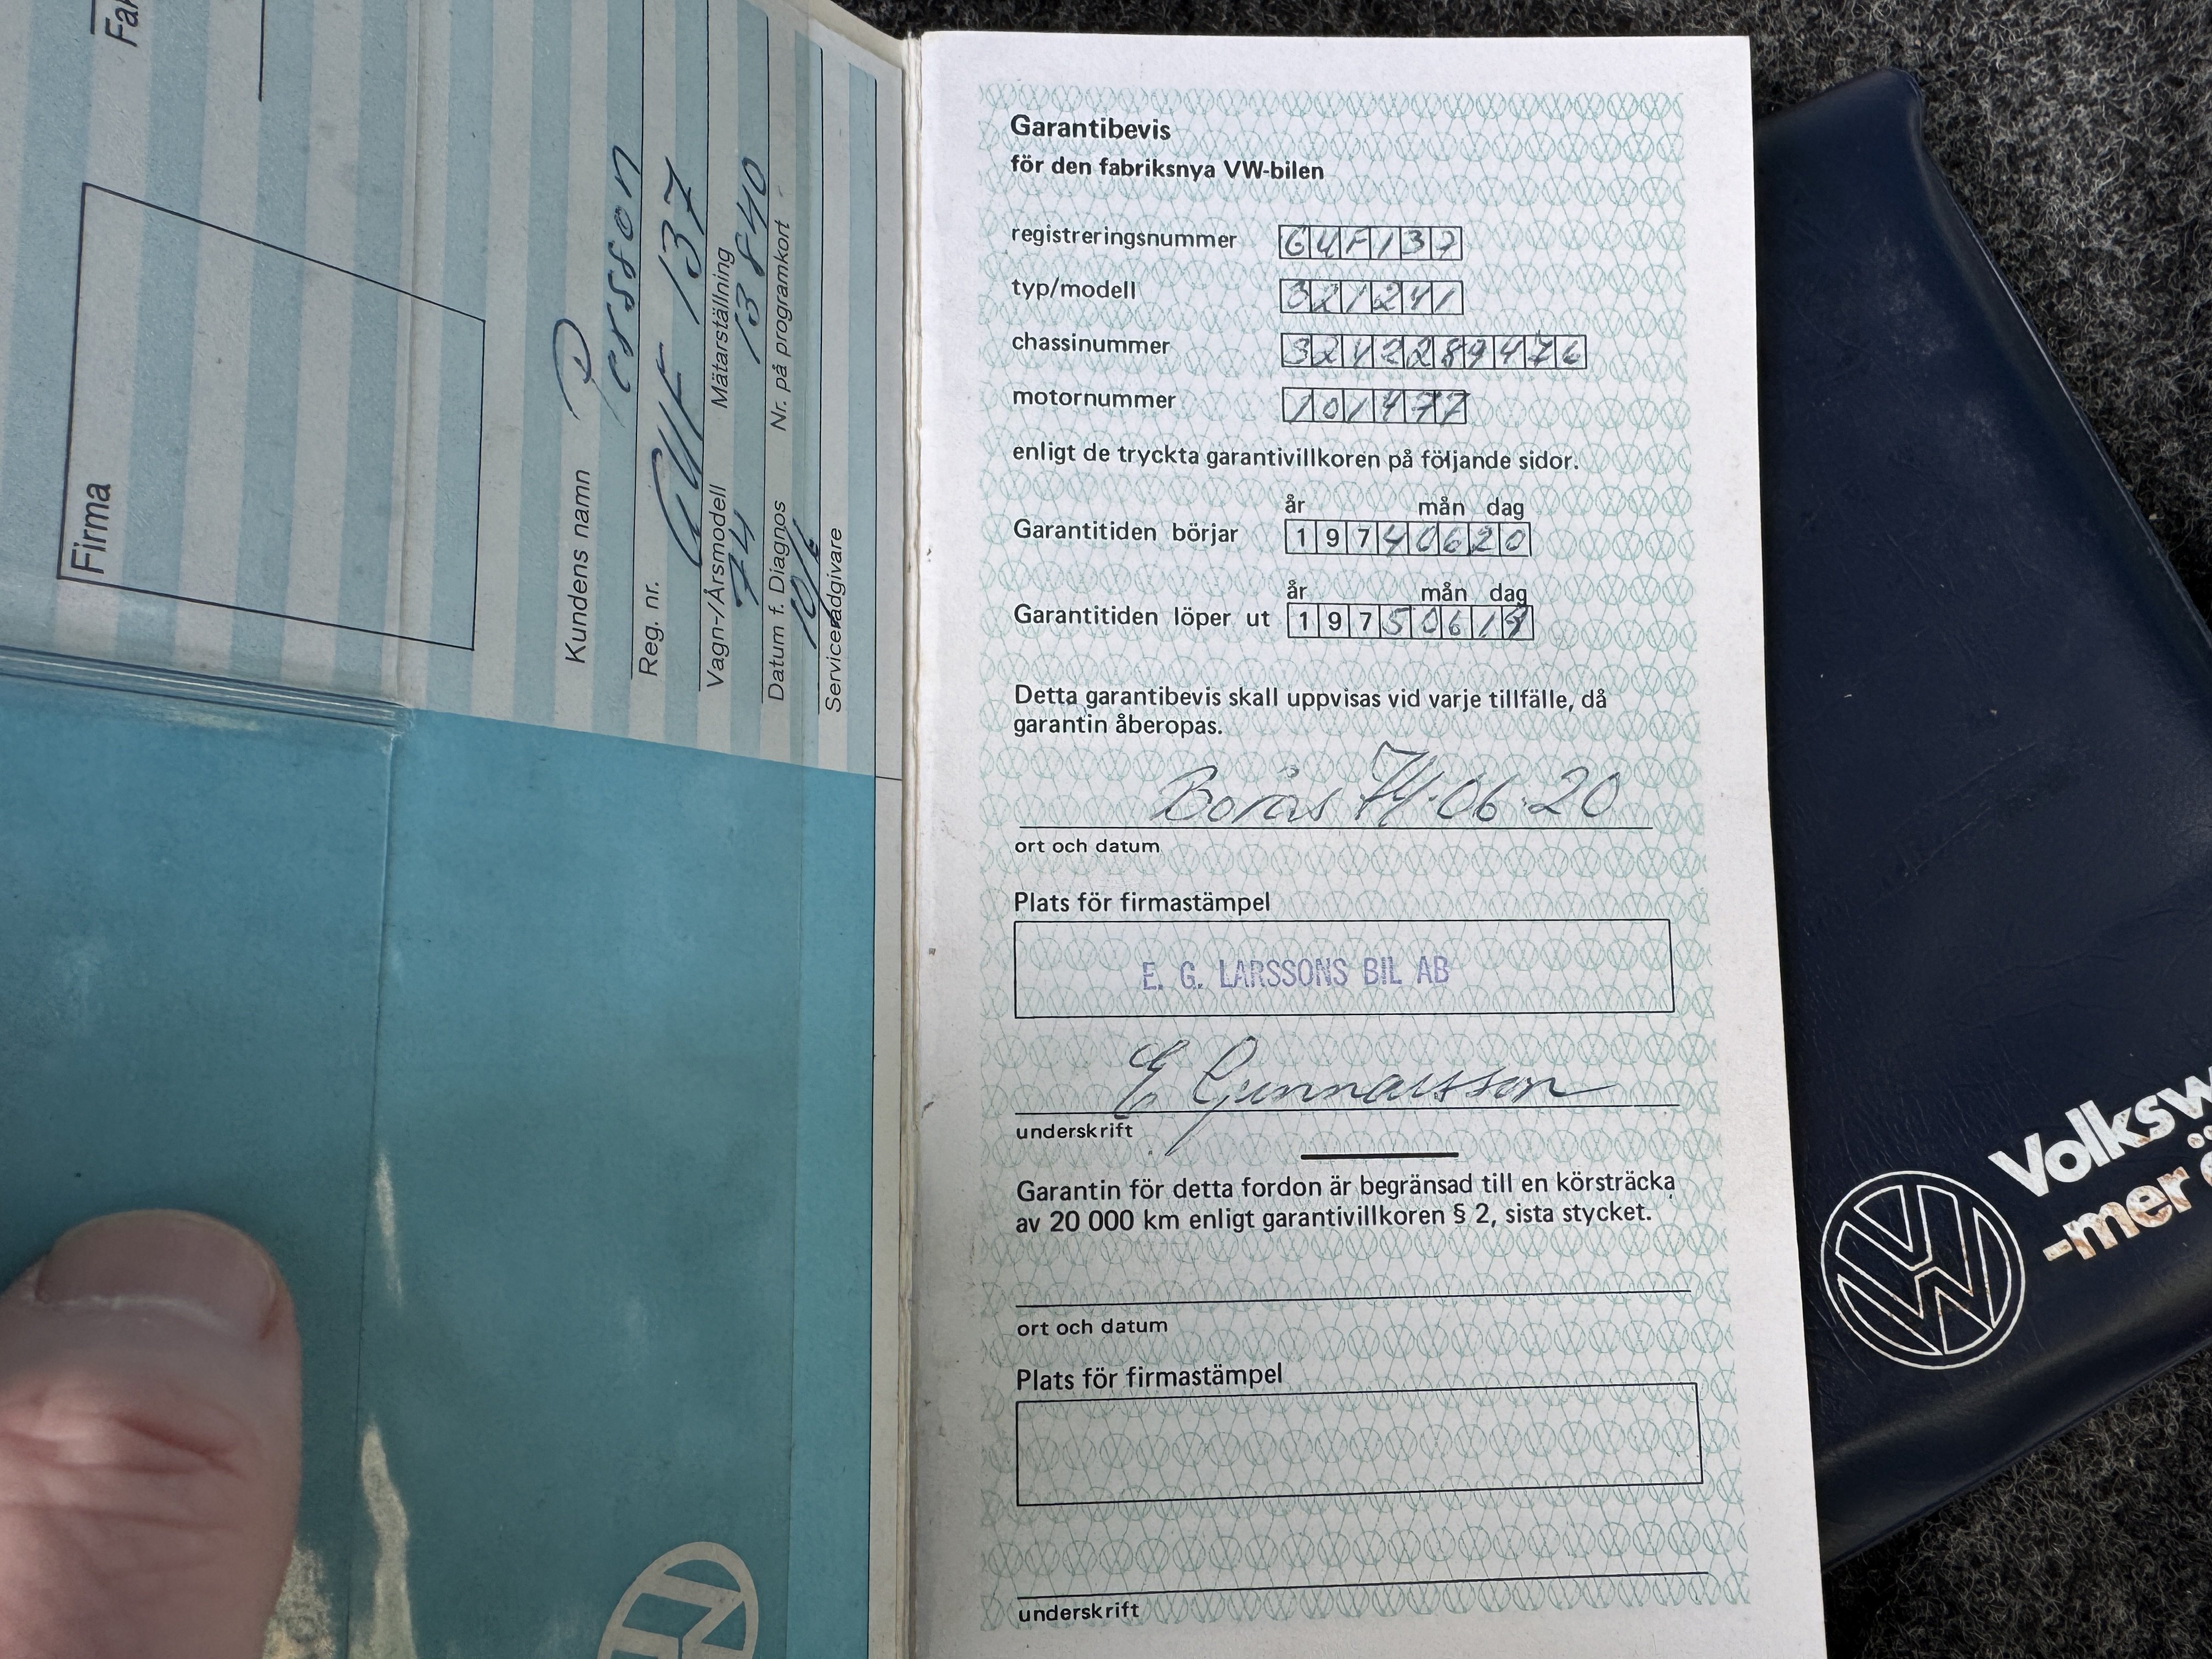 Fa
Firma
Kundens namn
Persson
Reg. nr. GUF 137
Vagn-/Årsmodell Mätarställning
74 13840
Datum f. Diagnos Nr. på programkort
Servicerådgivare
Garantibevis
för den fabriksnya VW-bilen
registreringsnummer GUF137
typ/modell 321241
chassinummer 3242289476
motornummer 101477
enligt de tryckta garantivillkoren på följande sidor.
år mån dag
Garantitiden börjar 19740620
år mån dag
Garantitiden löper ut 19750619
Detta garantibevis skall uppvisas vid varje tillfälle, då
garantin åberopas.
Borås 74.06.20
ort och datum
Plats för firmastämpel
E. G. LARSSONS BIL AB
E Gunnarsson
underskrift
Garantin för detta fordon är begränsad till en körsträcka
av 20 000 km enligt garantivillkoren § 2, sista stycket.
ort och datum
Plats för firmastämpel
underskrift
Volksw
-mer